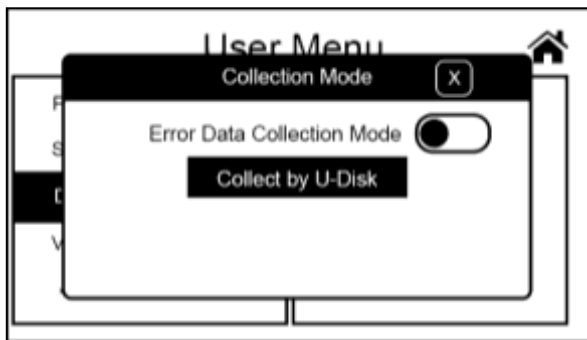 User Menu
Collection Mode X
Error Data Collection Mode
Collect by U-Disk